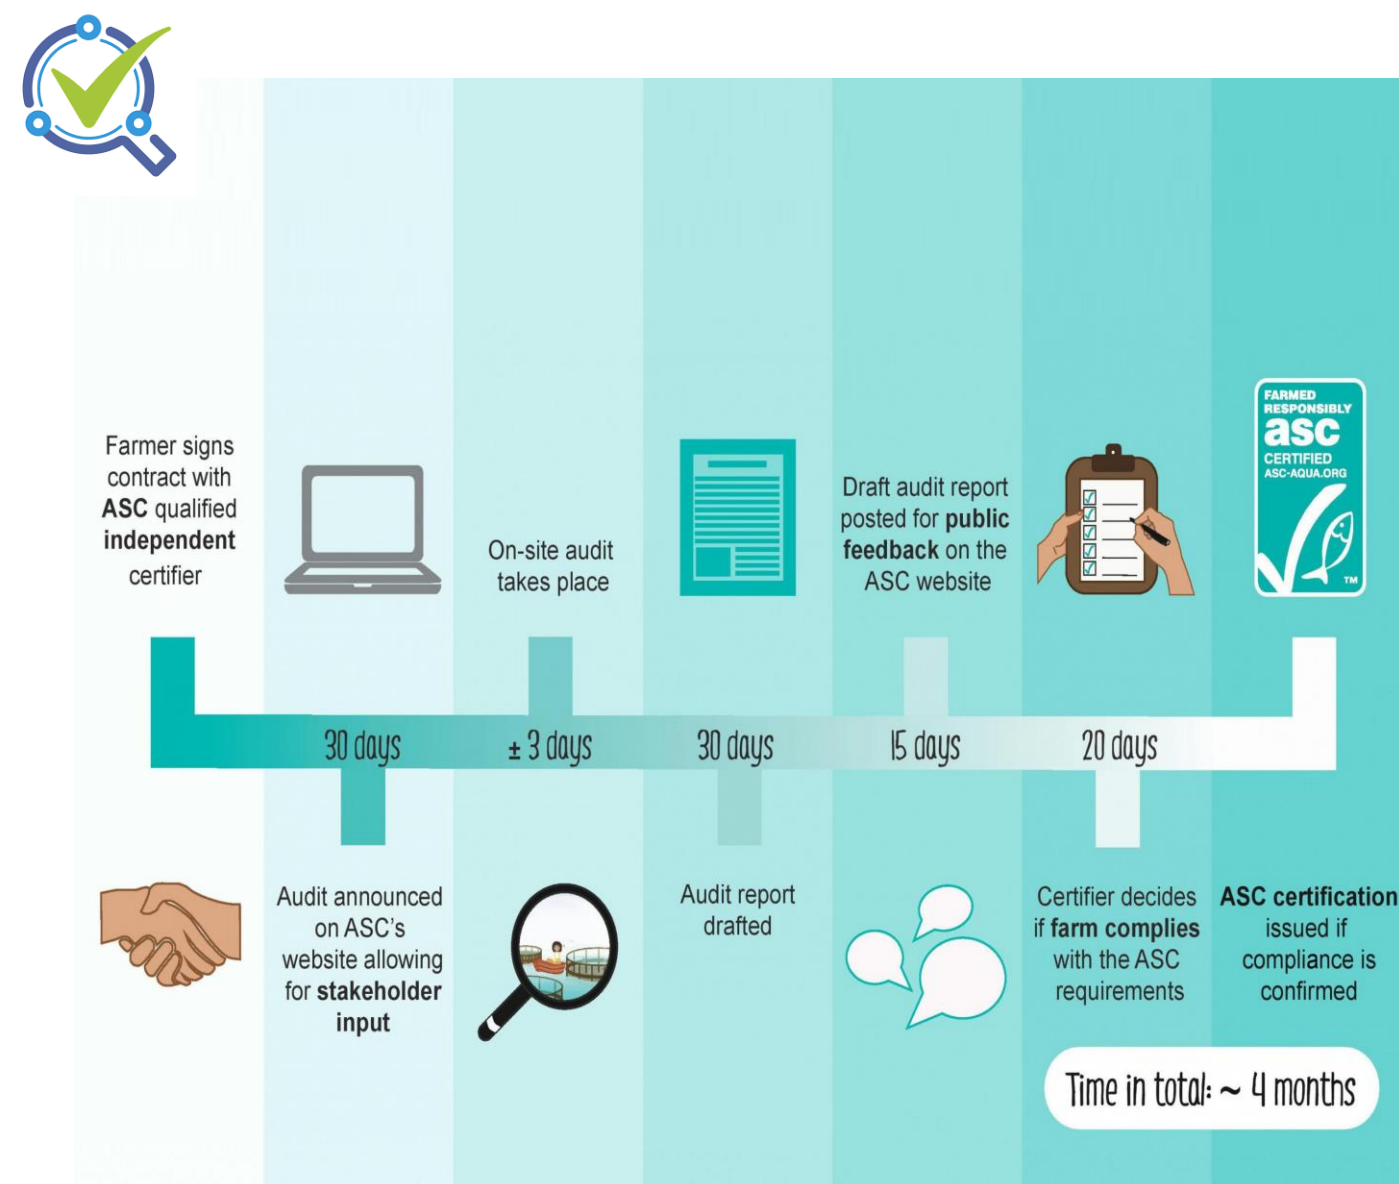 Farmer signs
contract with
ASC qualified
independent
certifier
30 days
Audit announced
on ASC's
website allowing
for stakeholder
input
On-site audit
takes place
± 3 days
30 days
Audit report
drafted
Draft audit report
posted for public
feedback on the
ASC website
15 days
20 days
Certifier decides
if farm complies
with the ASC
requirements
FARMED
RESPONSIBLY
asc
CERTIFIED
ASC-AQUA.ORG
TM
ASC certification
issued if
compliance is
confirmed
Time in total: ~ 4 months